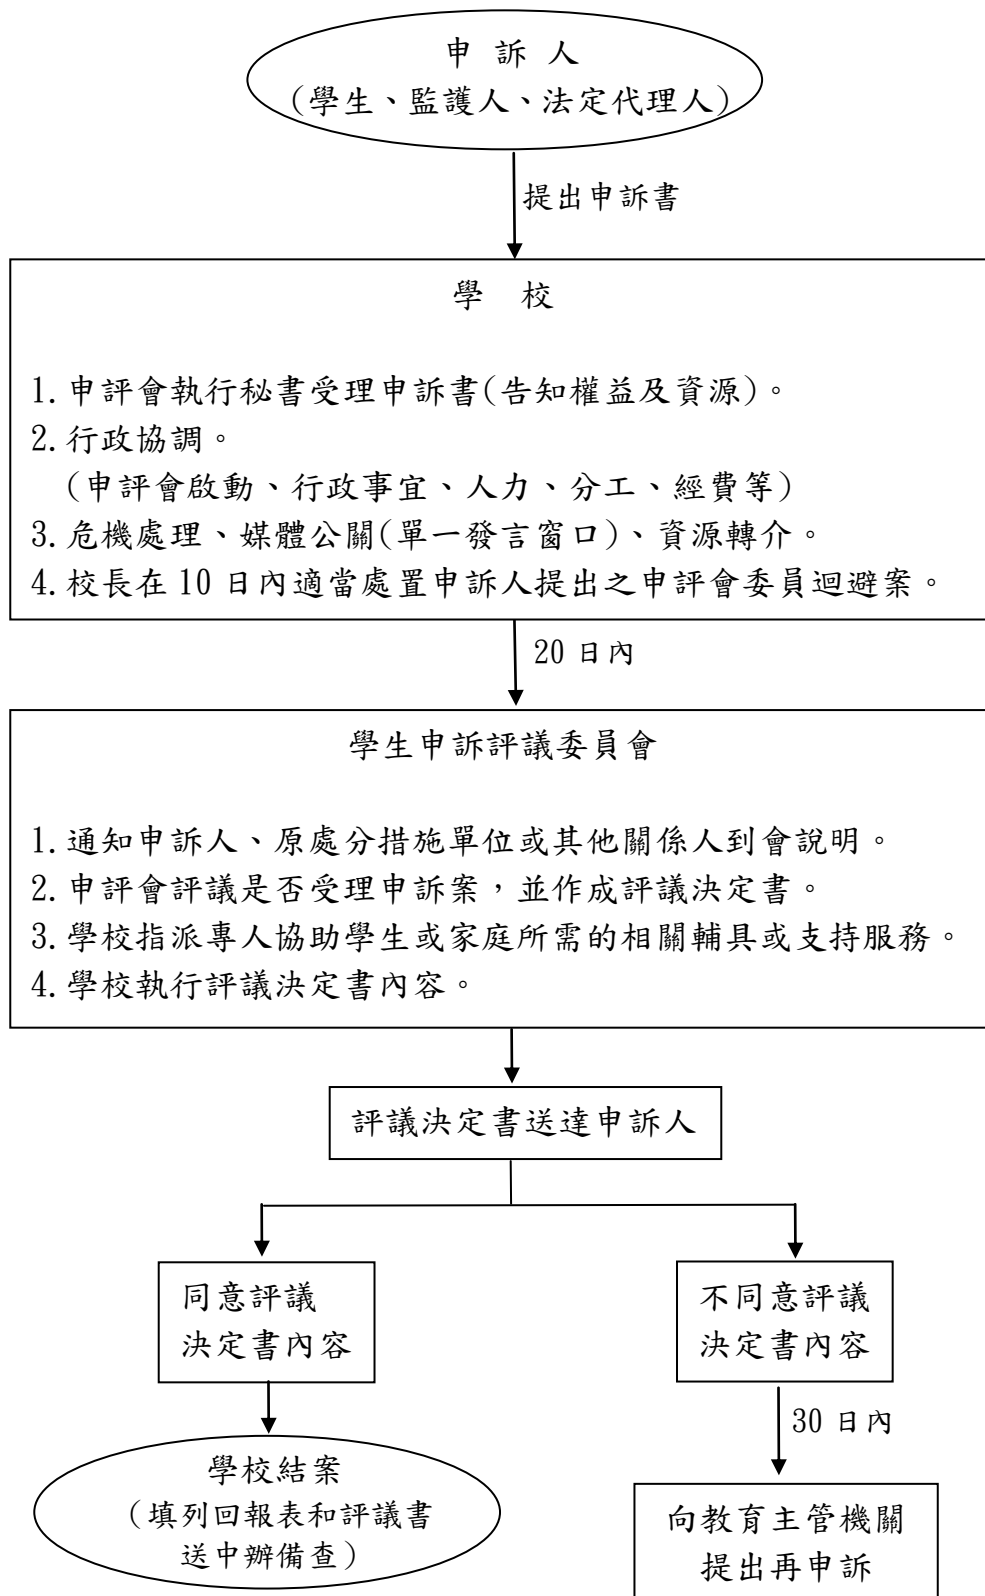 申訴人
(學生、監護人、法定代理人)
提出申訴書
學 校
1.申評會執行秘書受理申訴書(告知權益及資源)。
2.行政協調。
(申評會啟動、行政事宜、人力、分工、經費等)
3.危機處理、媒體公關(單一發言窗口)、資源轉介。
4.校長在 10 日內適當處置申訴人提出之申評會委員迴避案。
20 日內
學生申訴評議委員會
1.通知申訴人、原處分措施單位或其他關係人到會說明。
2.申評會評議是否受理申訴案，並作成評議決定書。
3.學校指派專人協助學生或家庭所需的相關輔具或支持服務。
4.學校執行評議決定書內容。
評議決定書送達申訴人
同意評議
決定書內容
不同意評議
決定書內容
30 日內
學校結案
(填列回報表和評議書
送中辦備查)
向教育主管機關
提出再申訴